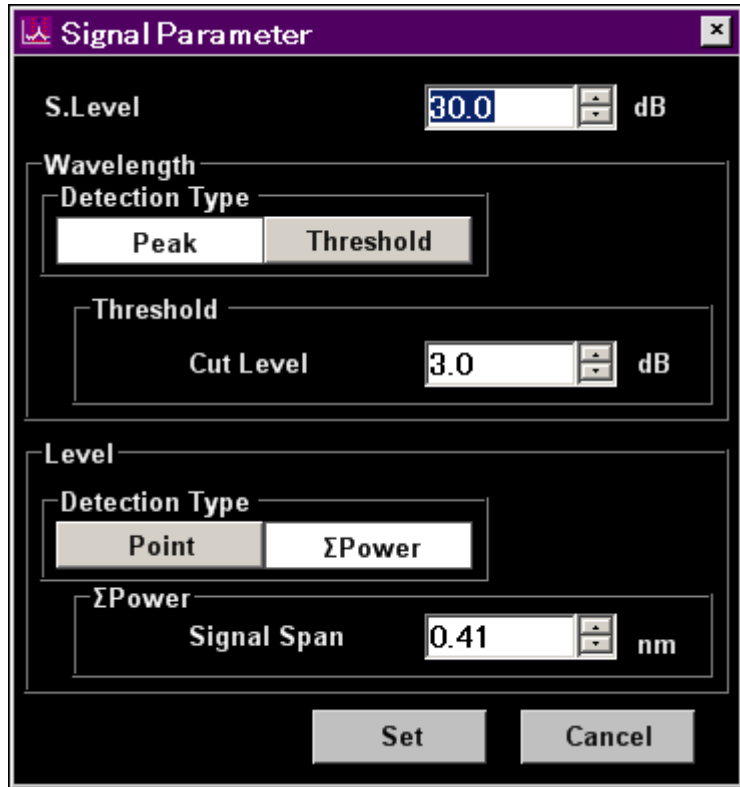 Signal Parameter
S.Level 30.0 dB
Wavelength
Detection Type
Peak Threshold
Threshold
Cut Level 3.0 dB
Level
Detection Type
Point ΣPower
ΣPower
Signal Span 0.41 nm
Set Cancel